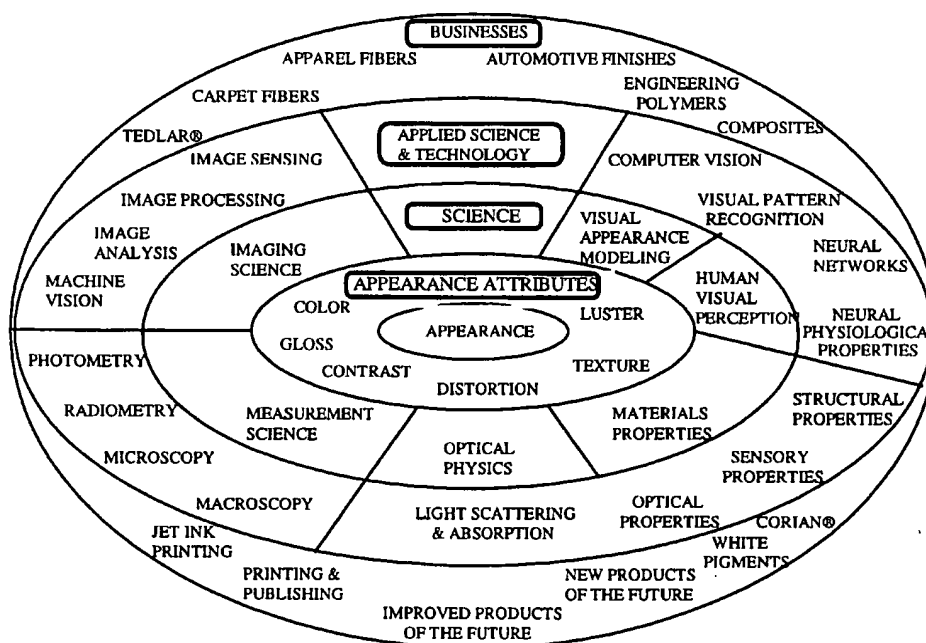 BUSINESSES
APPAREL FIBERS
AUTOMOTIVE FINISHES
CARPET FIBERS
ENGINEERING
POLYMERS
TEDLAR®
COMPOSITES
APPLIED SCIENCE
& TECHNOLOGY
IMAGE SENSING
COMPUTER VISION
IMAGE PROCESSING
VISUAL PATTERN
RECOGNITION
SCIENCE
IMAGE
ANALYSIS
IMAGING
SCIENCE
VISUAL
APPEARANCE
MODELING
NEURAL
NETWORKS
MACHINE
VISION
HUMAN
VISUAL
PERCEPTION
APPEARANCE ATTRIBUTES
COLOR
LUSTER
APPEARANCE
NEURAL
PHYSIOLOGICA
PROPERTIES
GLOSS
PHOTOMETRY
CONTRAST
TEXTURE
DISTORTION
STRUCTURAL
PROPERTIES
RADIOMETRY
MEASUREMENT
SCIENCE
MATERIALS
PROPERTIES
OPTICAL
PHYSICS
MICROSCOPY
SENSORY
PROPERTIES
MACROSCOPY
LIGHT SCATTERING
& ABSORPTION
OPTICAL
PROPERTIES
CORIAN®
JET INK
PRINTING
WHITE
PIGMENTS
PRINTING &
PUBLISHING
NEW PRODUCTS
OF THE FUTURE
IMPROVED PRODUCTS
OF THE FUTURE